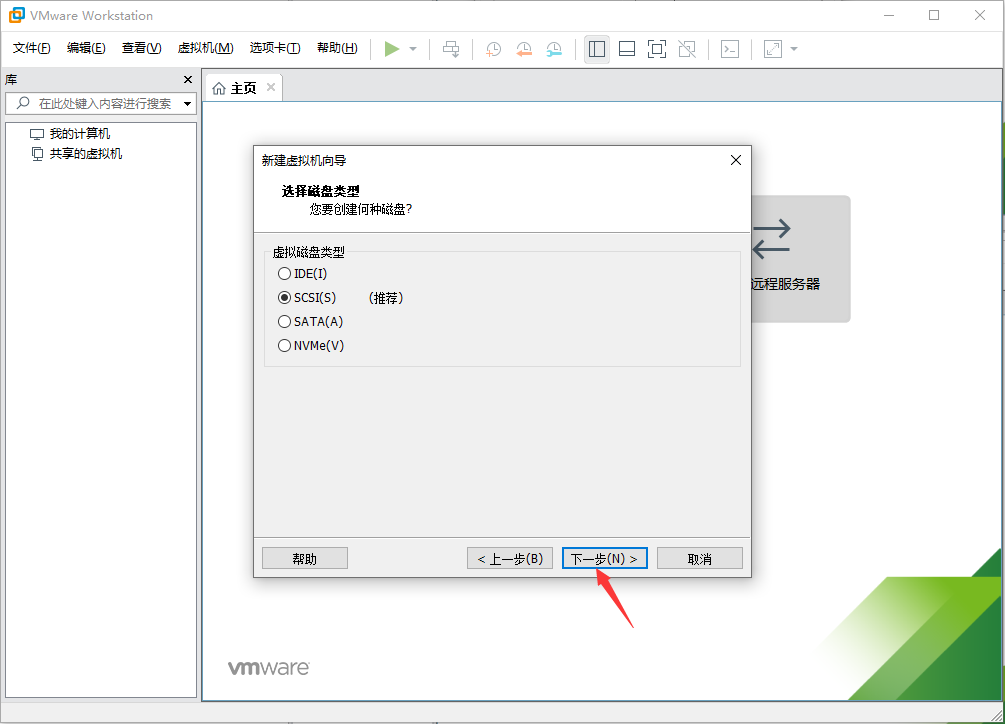 VMware Workstation
文件(F) 编辑(E) 查看(V) 虚拟机(M) 选项卡(T) 帮助(H)
库
在此处键入内容进行搜索
我的计算机
共享的虚拟机
主页
新建虚拟机向导
选择磁盘类型
您要创建何种磁盘?
虚拟磁盘类型
IDE(I)
SCSI(S) (推荐)
SATA(A)
NVMe(V)
远程服务器
帮助 < 上一步(B) 下一步(N) > 取消
vmware